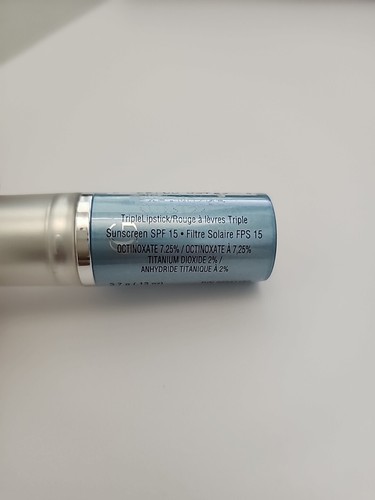 TripleLipstick/Rouge à lèvres Triple
Sunscreen SPF 15 • Filtre Solaire FPS 15
OCTINOXATE 7.25% / OCTINOXATE À 7.25%
TITANIUM DIOXIDE 2% /
ANHYDRIDE TITANIQUE À 2%